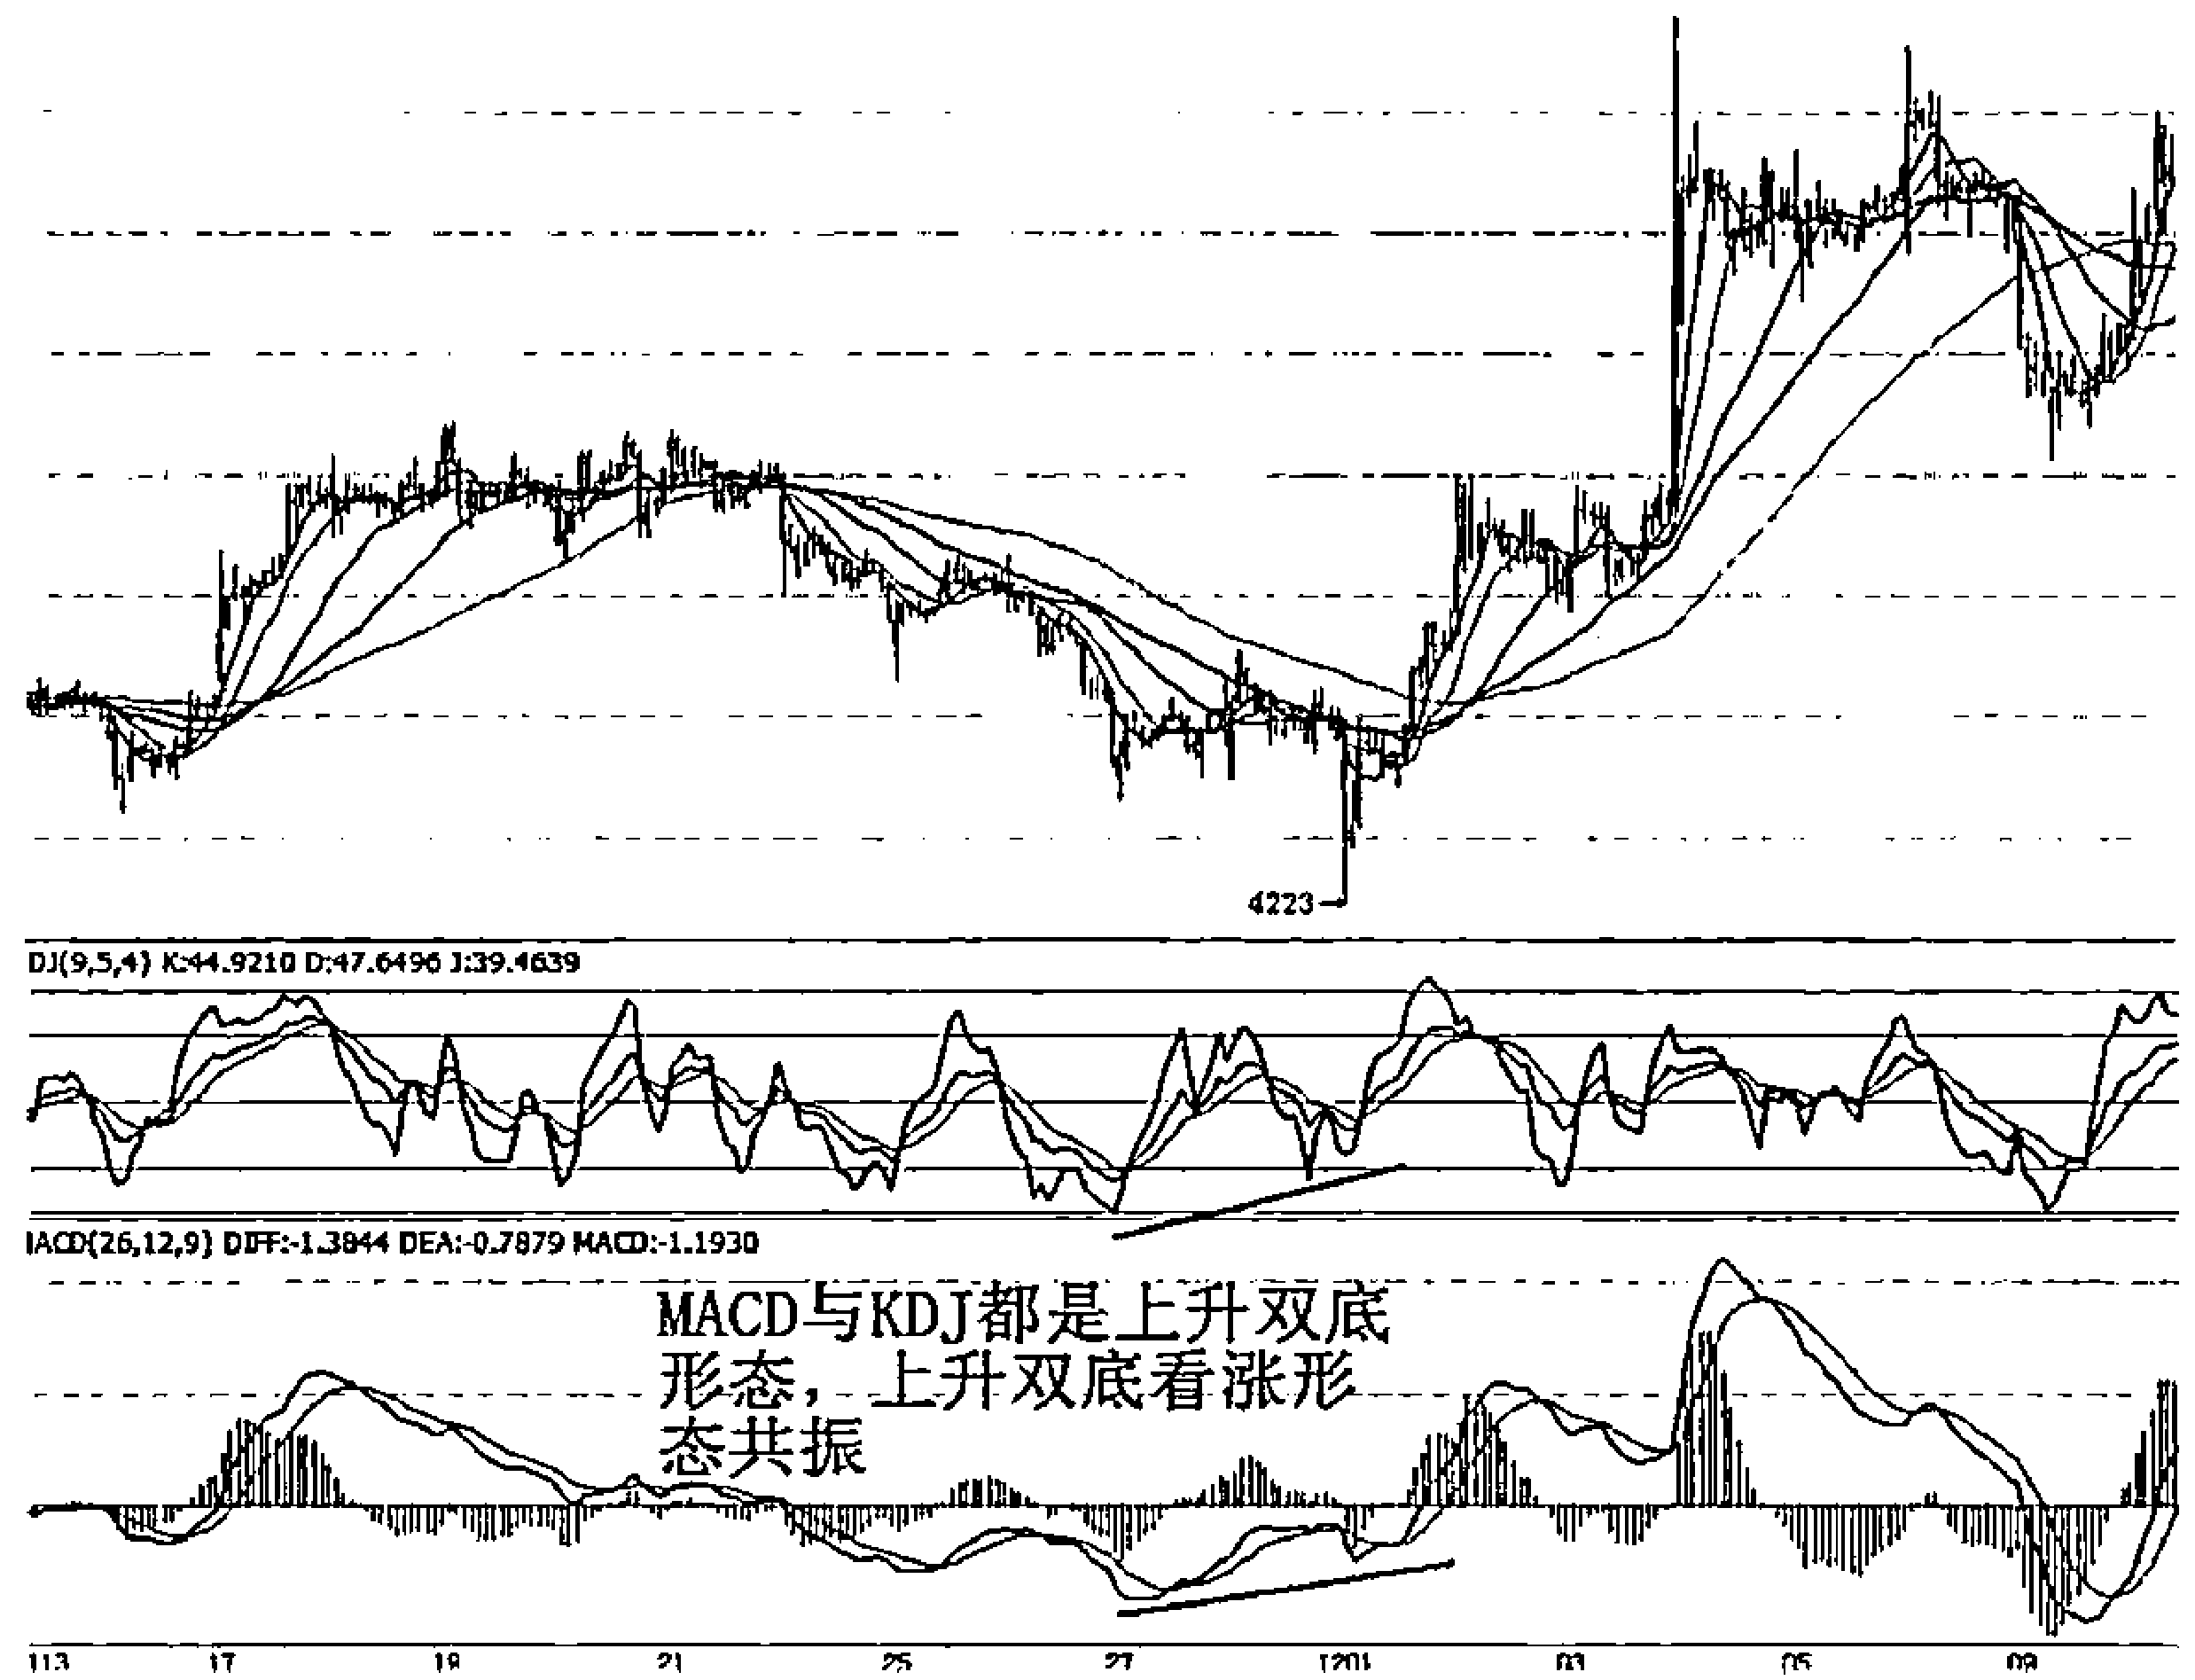 4223
DJ(9,5,4) K:44.9210 D:47.6496 J:39.4639
IACD(26,12,9) DIFF:-1.3844 DEA:-0.7879 MACD:-1.1930
MACD与KDJ都是上升双底
形态，上升双底看涨形
态共振
113 17 19 21 25 27 1201 03 05 09